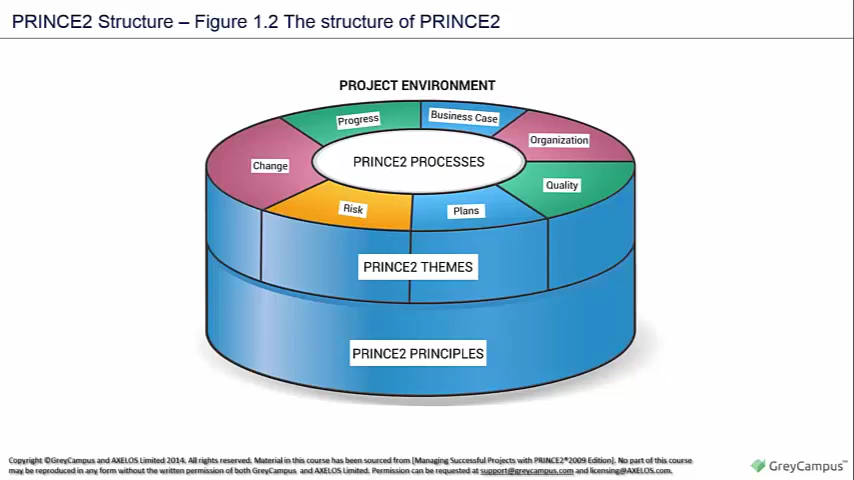 PRINCE2 Structure – Figure 1.2 The structure of PRINCE2
PROJECT ENVIRONMENT
Progress
Business Case
Organization
Change
PRINCE2 PROCESSES
Quality
Risk
Plans
PRINCE2 THEMES
PRINCE2 PRINCIPLES
Copyright ©GreyCampus and AXELOS Limited 2014. All rights reserved. Material in this course has been sourced from [Managing Successful Projects with PRINCE2®2009 Edition]. No part of this course
may be reproduced in any form without the written permission of both GreyCampus and AXELOS Limited. Permission can be requested at support@greycampus.com and licensing@AXELOS.com.
GreyCampus™